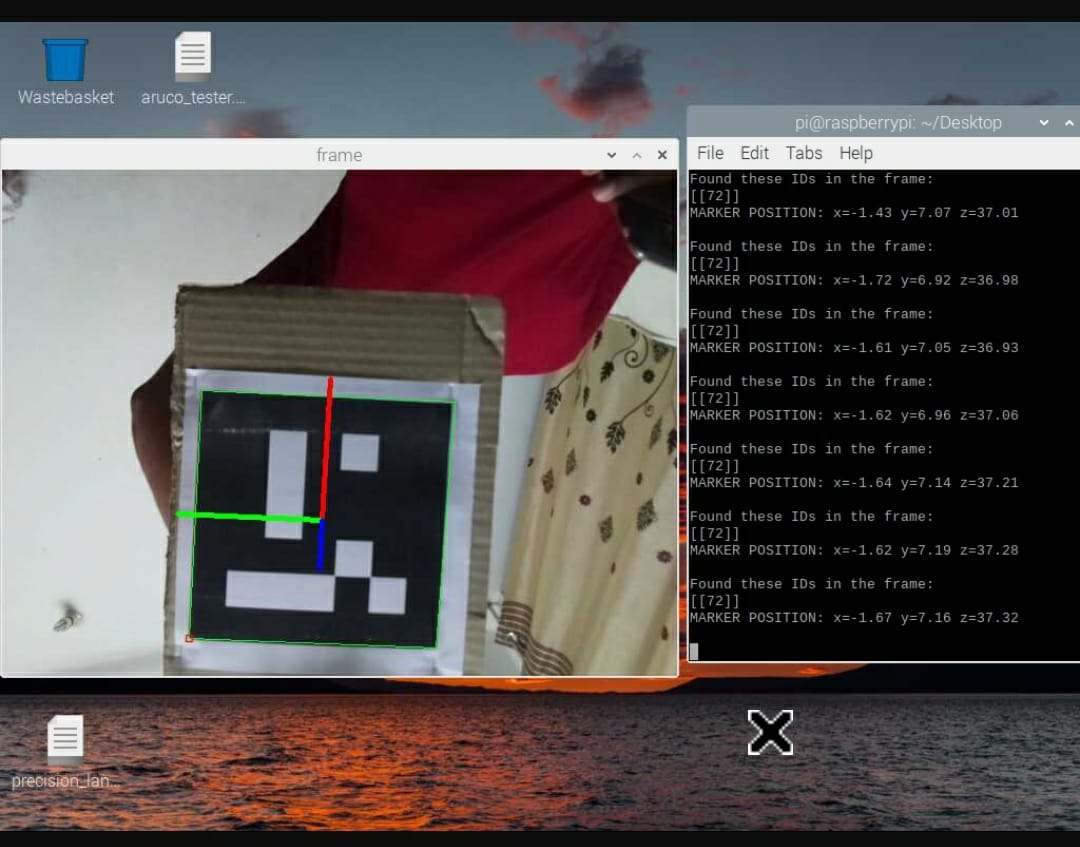 Wastebasket
aruco_tester....
pi@raspberrypi: ~/Desktop
frame
File Edit Tabs Help
Found these IDs in the frame:
[[72]]
MARKER POSITION: x=-1.43 y=7.07 z=37.01
Found these IDs in the frame:
[[72]]
MARKER POSITION: x=-1.72 y=6.92 z=36.98
Found these IDs in the frame:
[[72]]
MARKER POSITION: x=-1.61 y=7.05 z=36.93
Found these IDs in the frame:
[[72]]
MARKER POSITION: x=-1.62 y=6.96 z=37.06
Found these IDs in the frame:
[[72]]
MARKER POSITION: x=-1.64 y=7.14 z=37.21
Found these IDs in the frame:
[[72]]
MARKER POSITION: x=-1.62 y=7.19 z=37.28
Found these IDs in the frame:
[[72]]
MARKER POSITION: x=-1.67 y=7.16 z=37.32
precision_lan...